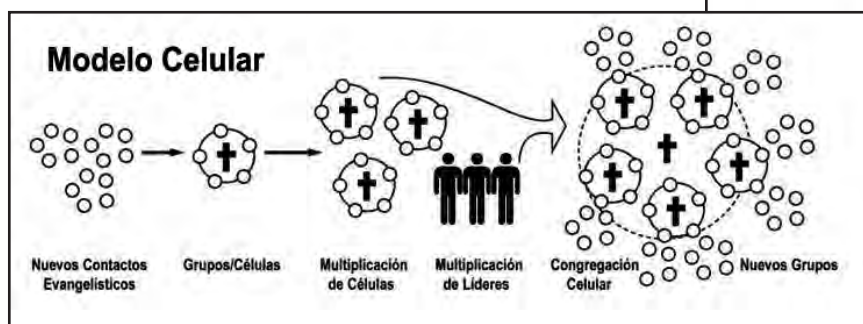 Modelo Celular
Nuevos Contactos
Evangelísticos
Grupos/Células
Multiplicación
de Células
Multiplicación
de Líderes
Congregación
Celular
Nuevos Grupos